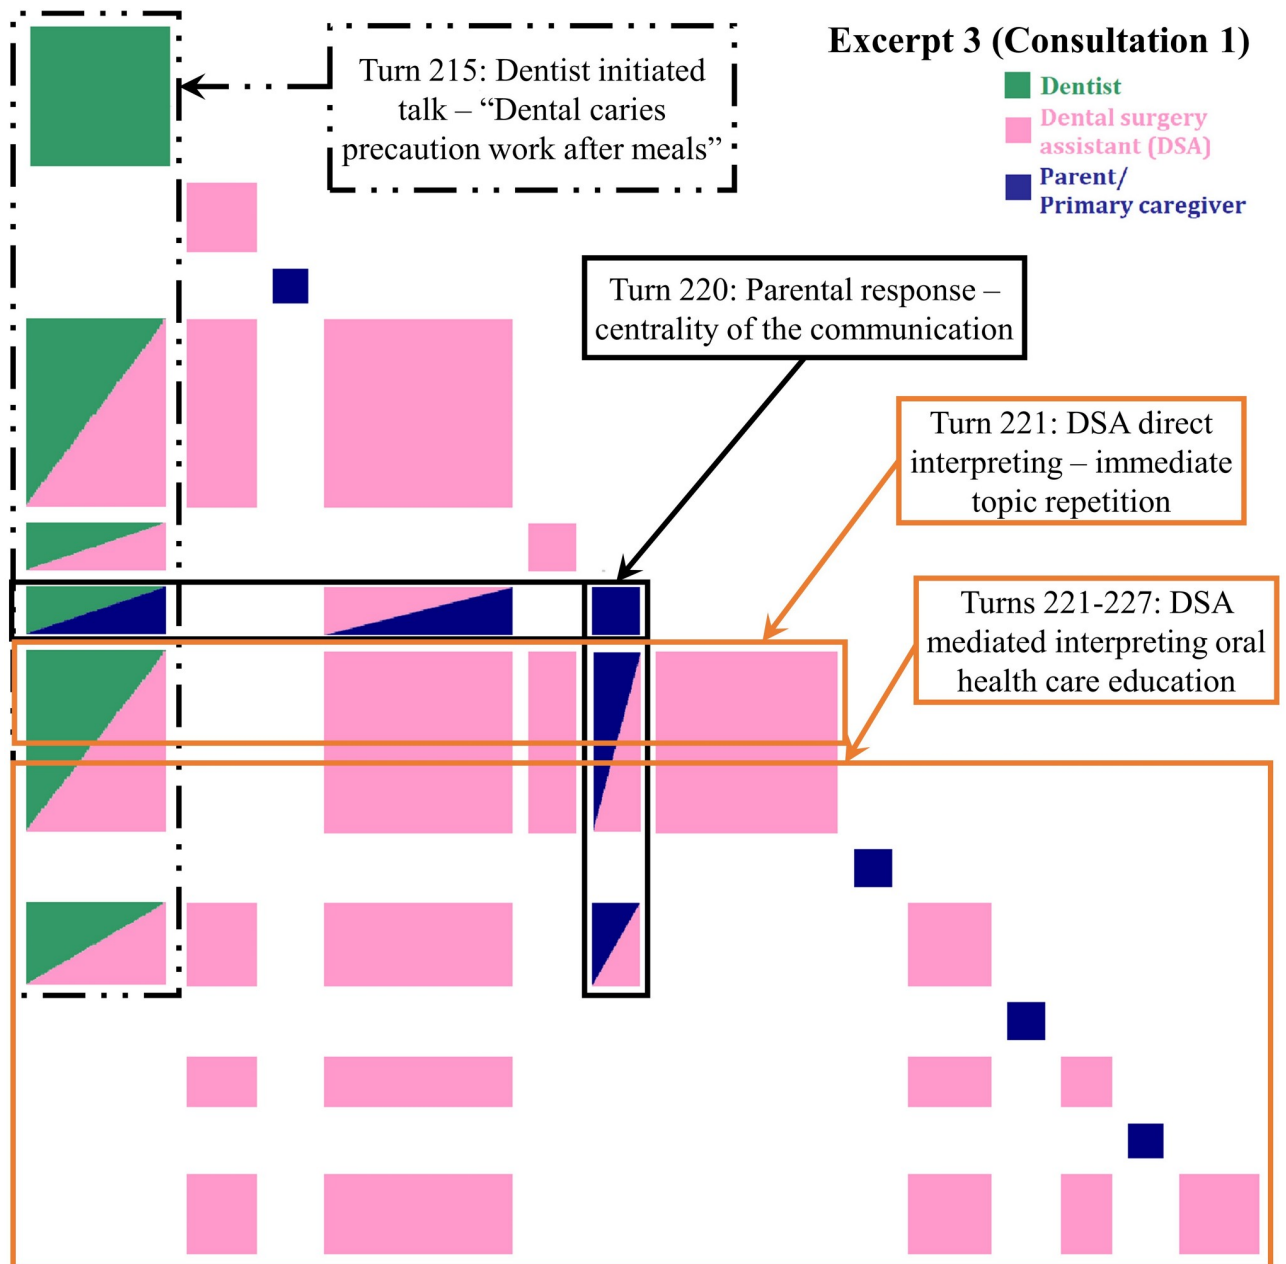 Excerpt 3 (Consultation 1)
Dentist
Dental surgery
assistant (DSA)
Parent/
Primary caregiver
Turn 215: Dentist initiated
talk – “Dental caries
precaution work after meals”
Turn 220: Parental response –
centrality of the communication
Turn 221: DSA direct
interpreting – immediate
topic repetition
Turns 221-227: DSA
mediated interpreting oral
health care education